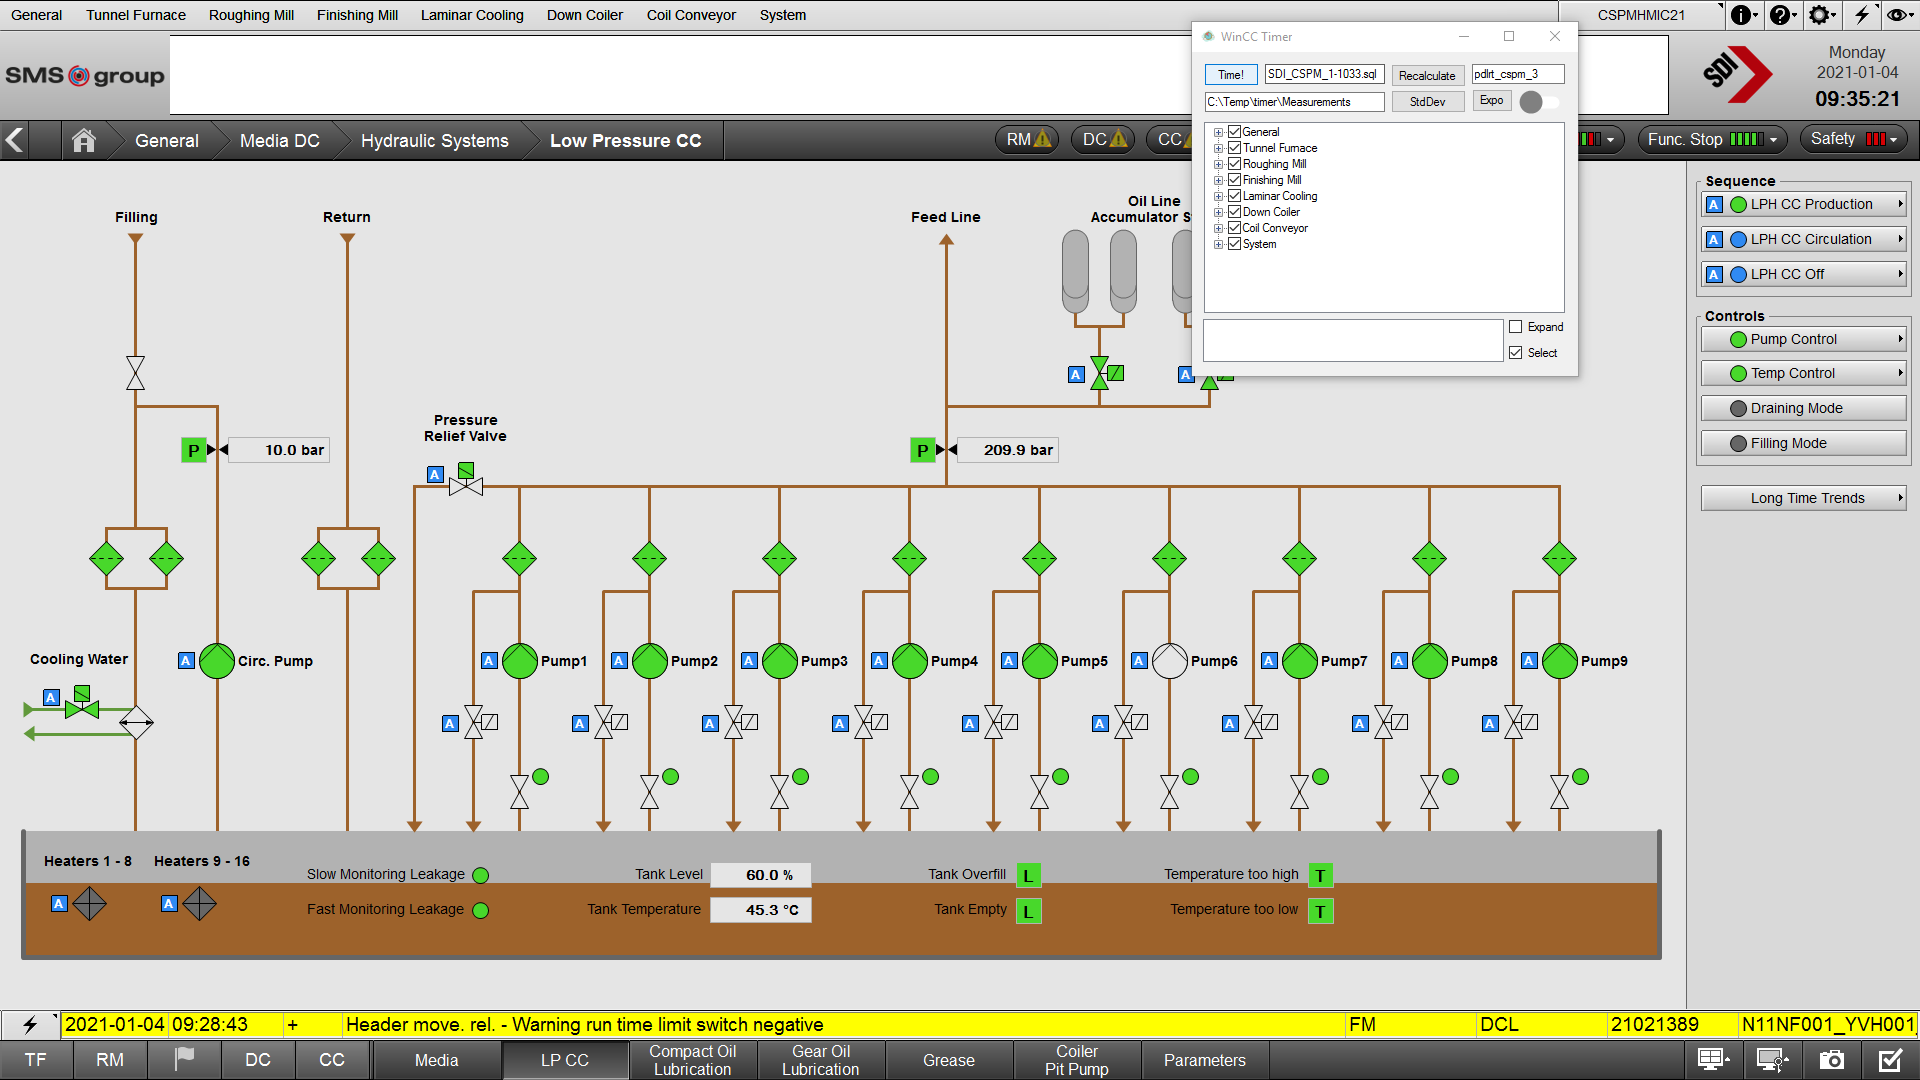 General Tunnel Furnace Roughing Mill Finishing Mill Laminar Cooling Down Coiler Coil Conveyor System CSPMHMIC21
SMS group
WinCC Timer
Time! SDI_CSPM_1-1033.sql Recalculate pdlrt_cspm_3
C:\Temp\timer\Measurements StdDev Expo
General
Tunnel Furnace
Roughing Mill
Finishing Mill
Laminar Cooling
Down Coiler
Coil Conveyor
System
Expand
Select
SDI
Monday
2021-01-04
09:35:21
General Media DC Hydraulic Systems Low Pressure CC RM DC CC Func. Stop Safety
Sequence
A LPH CC Production
A LPH CC Circulation
A LPH CC Off
Controls
Pump Control
Temp Control
Draining Mode
Filling Mode
Long Time Trends
Filling Return Feed Line
Oil Line
Accumulator
A A
Pressure
Relief Valve
P 10.0 bar P 209.9 bar
A
Cooling Water
A Circ. Pump A Pump1 A Pump2 A Pump3 A Pump4 A Pump5 A Pump6 A Pump7 A Pump8 A Pump9
A
A A A A A A A A A
Heaters 1 - 8 Heaters 9 - 16
A A
Slow Monitoring Leakage Tank Level 60.0 % Tank Overfill L Temperature too high T
Fast Monitoring Leakage Tank Temperature 45.3 °C Tank Empty L Temperature too low T
2021-01-04 09:28:43 + Header move. rel. - Warning run time limit switch negative FM DCL 21021389 N11NF001_YVH001
TF RM DC CC Media LP CC Compact Oil Lubrication Gear Oil Lubrication Grease Coiler Pit Pump Parameters